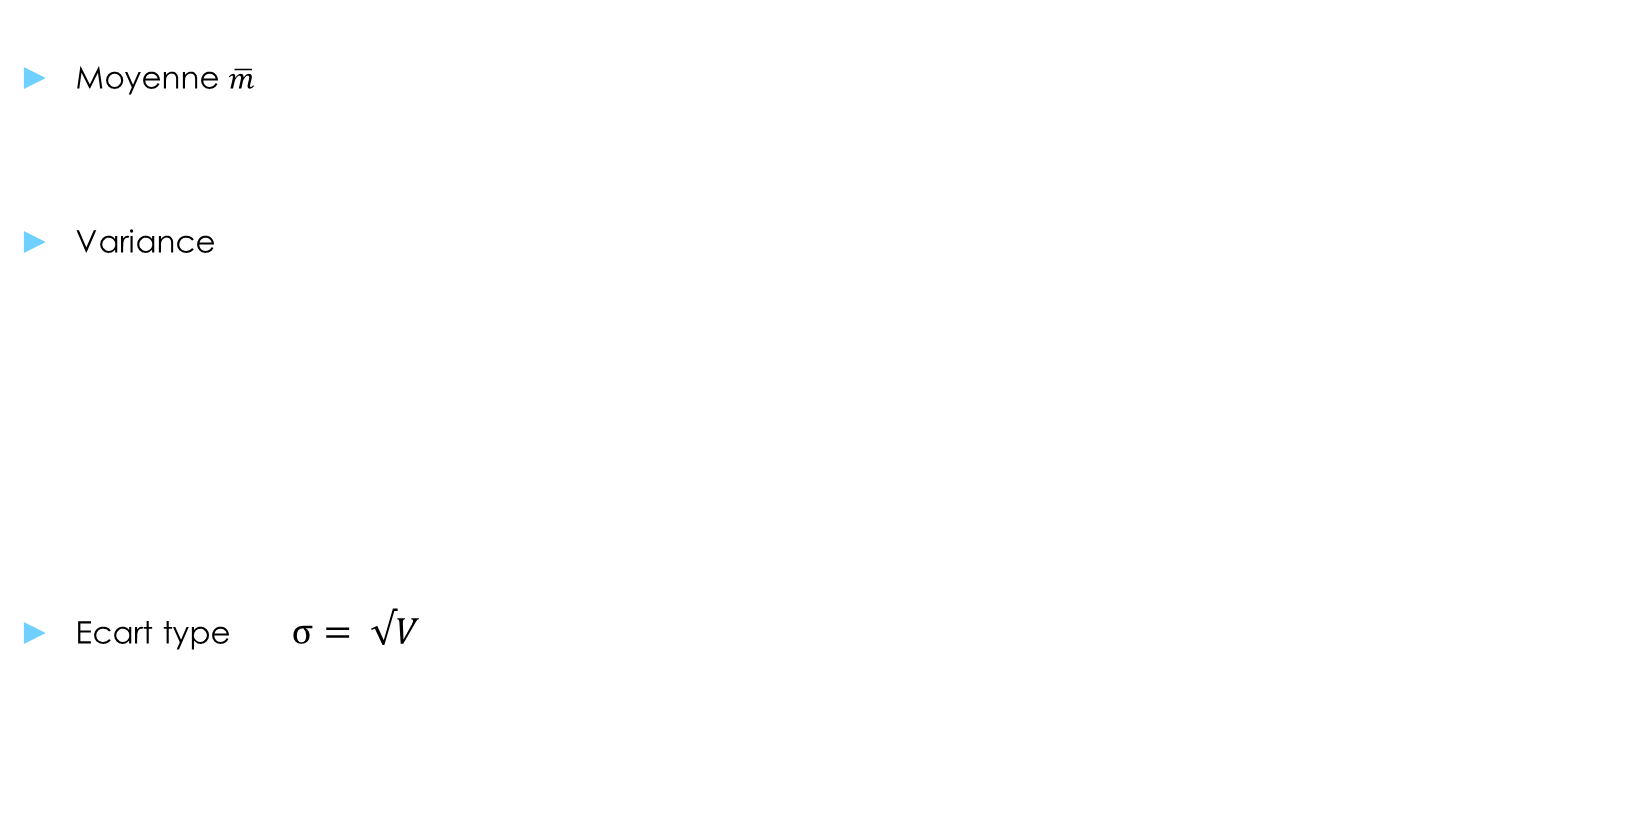 Moyenne m̅
Variance
Ecart type σ = √V